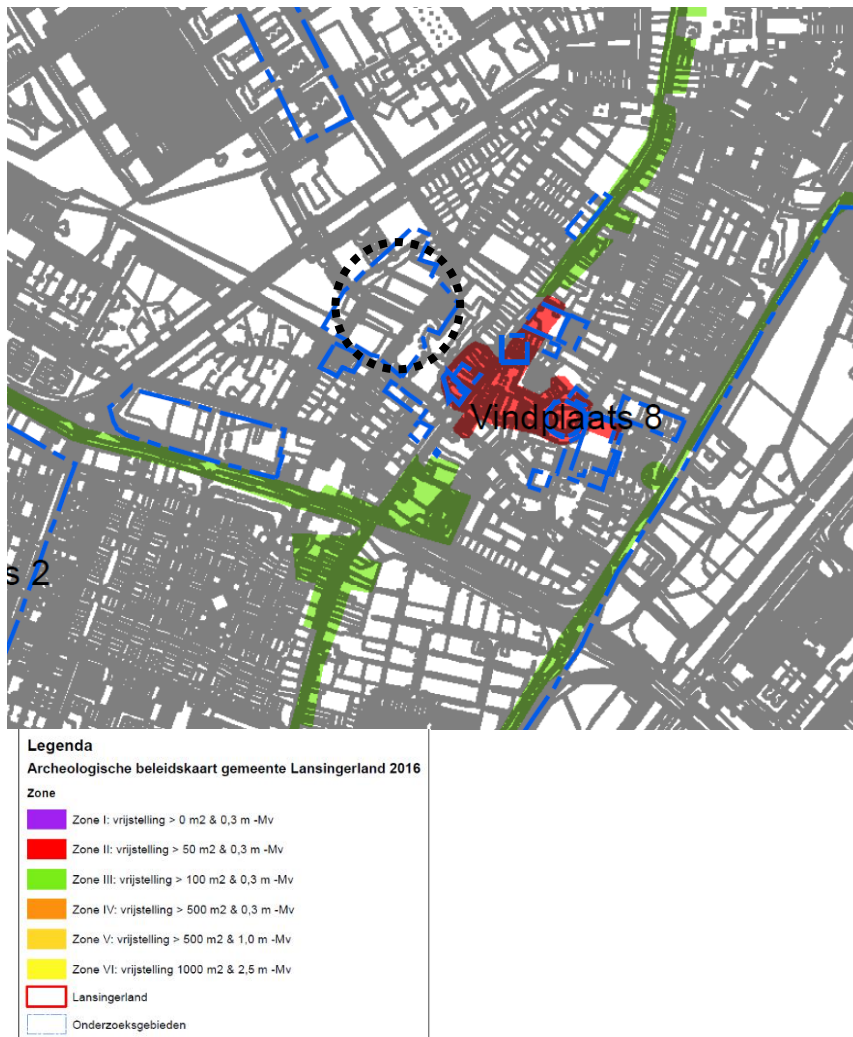 Vindplaats 8
s 2
Legenda
Archeologische beleidskaart gemeente Lansingerland 2016
Zone
Zone I: vrijstelling > 0 m2 & 0,3 m -Mv
Zone II: vrijstelling > 50 m2 & 0,3 m -Mv
Zone III: vrijstelling > 100 m2 & 0,3 m -Mv
Zone IV: vrijstelling > 500 m2 & 0,3 m -Mv
Zone V: vrijstelling > 500 m2 & 1,0 m -Mv
Zone VI: vrijstelling 1000 m2 & 2,5 m -Mv
Lansingerland
Onderzoeksgebieden